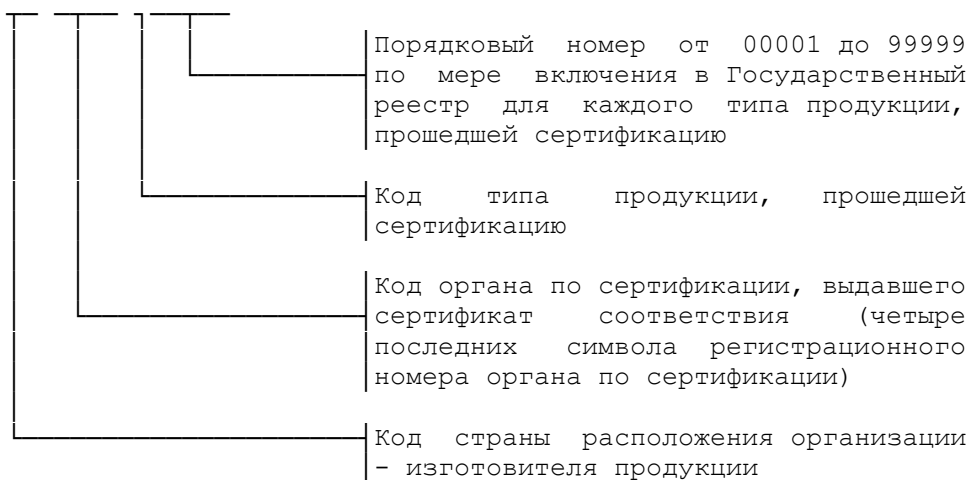 Порядковый номер от 00001 до 99999
по мере включения в Государственный
реестр для каждого типа продукции,
прошедшей сертификацию
Код типа продукции, прошедшей
сертификацию
Код органа по сертификации, выдавшего
сертификат соответствия (четыре
последних символа регистрационного
номера органа по сертификации)
Код страны расположения организации
- изготовителя продукции